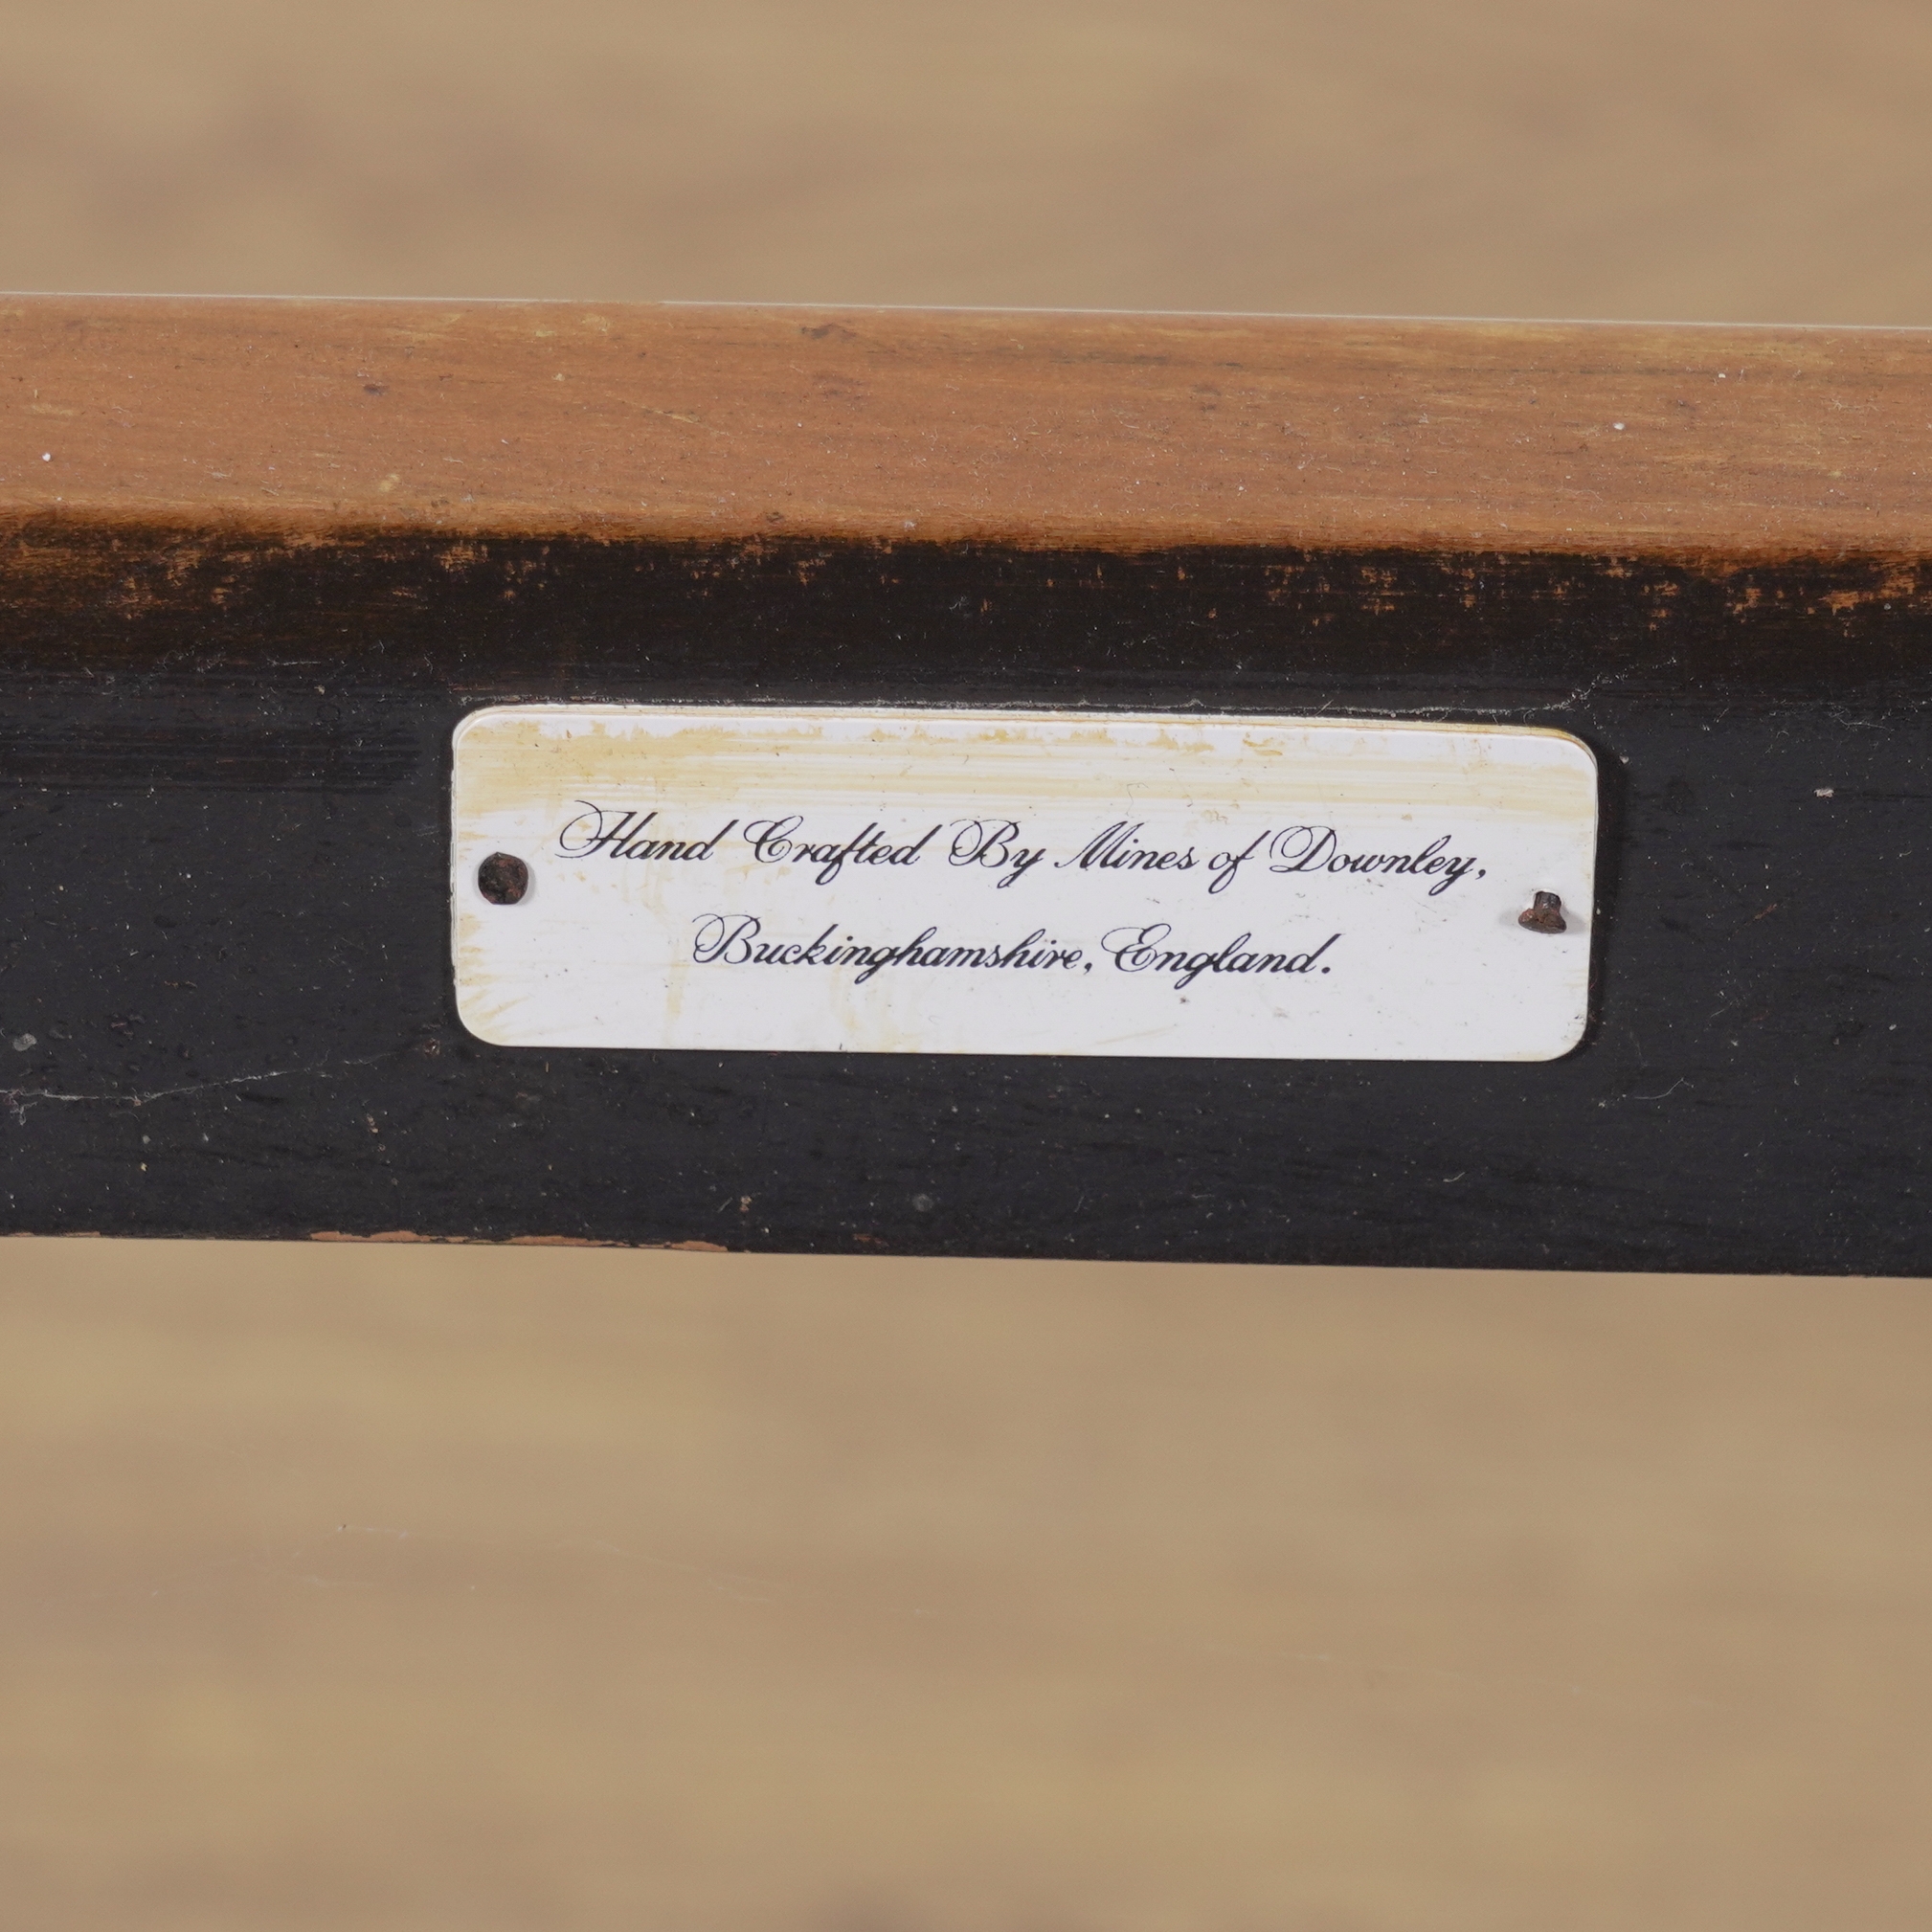 Hand Crafted By Mines of Downley,
Buckinghamshire, England.